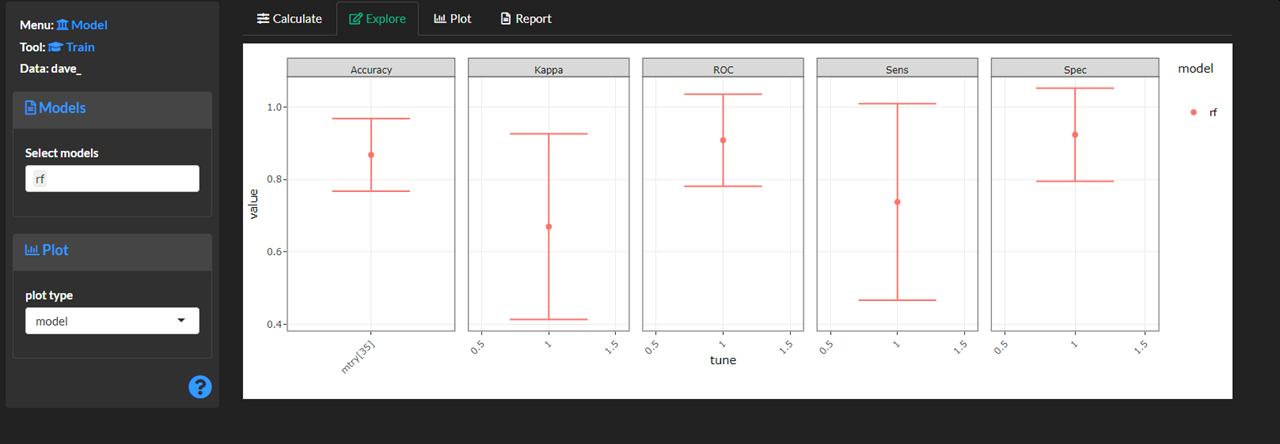 Menu: Model
Tool: Train
Data: dave_
Models
Select models
rf
Plot
plot type
model
?
Calculate Explore Plot Report
Accuracy Kappa ROC Sens Spec
model
rf
value
1.0
0.8
0.6
0.4
mtry[35] 0.5 1 1.5 0.5 1 1.5 0.5 1 1.5 0.5 1 1.5
tune